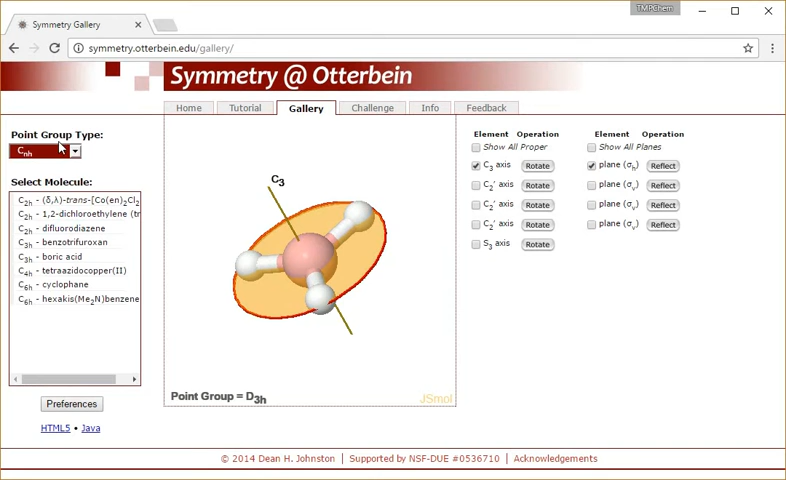 TMPChem
Symmetry Gallery
symmetry.otterbein.edu/gallery/
Symmetry @ Otterbein
Home Tutorial Gallery Challenge Info Feedback
Point Group Type:
Cnh
Select Molecule:
C2h - (δ,λ)-trans-[Co(en)2Cl2
C2h - 1,2-dichloroethylene (tr
C2h - difluorodiazene
C3h - benzotrifuroxan
C3h - boric acid
C4h - tetraazidocopper(II)
C6h - cyclophane
C6h - hexakis(Me2N)benzene
Preferences
HTML5 • Java
C3
Point Group = D3h
JSmol
Element Operation
Show All Proper
C3 axis Rotate
C2' axis Rotate
C2' axis Rotate
C2' axis Rotate
S3 axis Rotate
Element Operation
Show All Planes
plane (σh) Reflect
plane (σv) Reflect
plane (σv) Reflect
plane (σv) Reflect
© 2014 Dean H. Johnston | Supported by NSF-DUE #0536710 | Acknowledgements